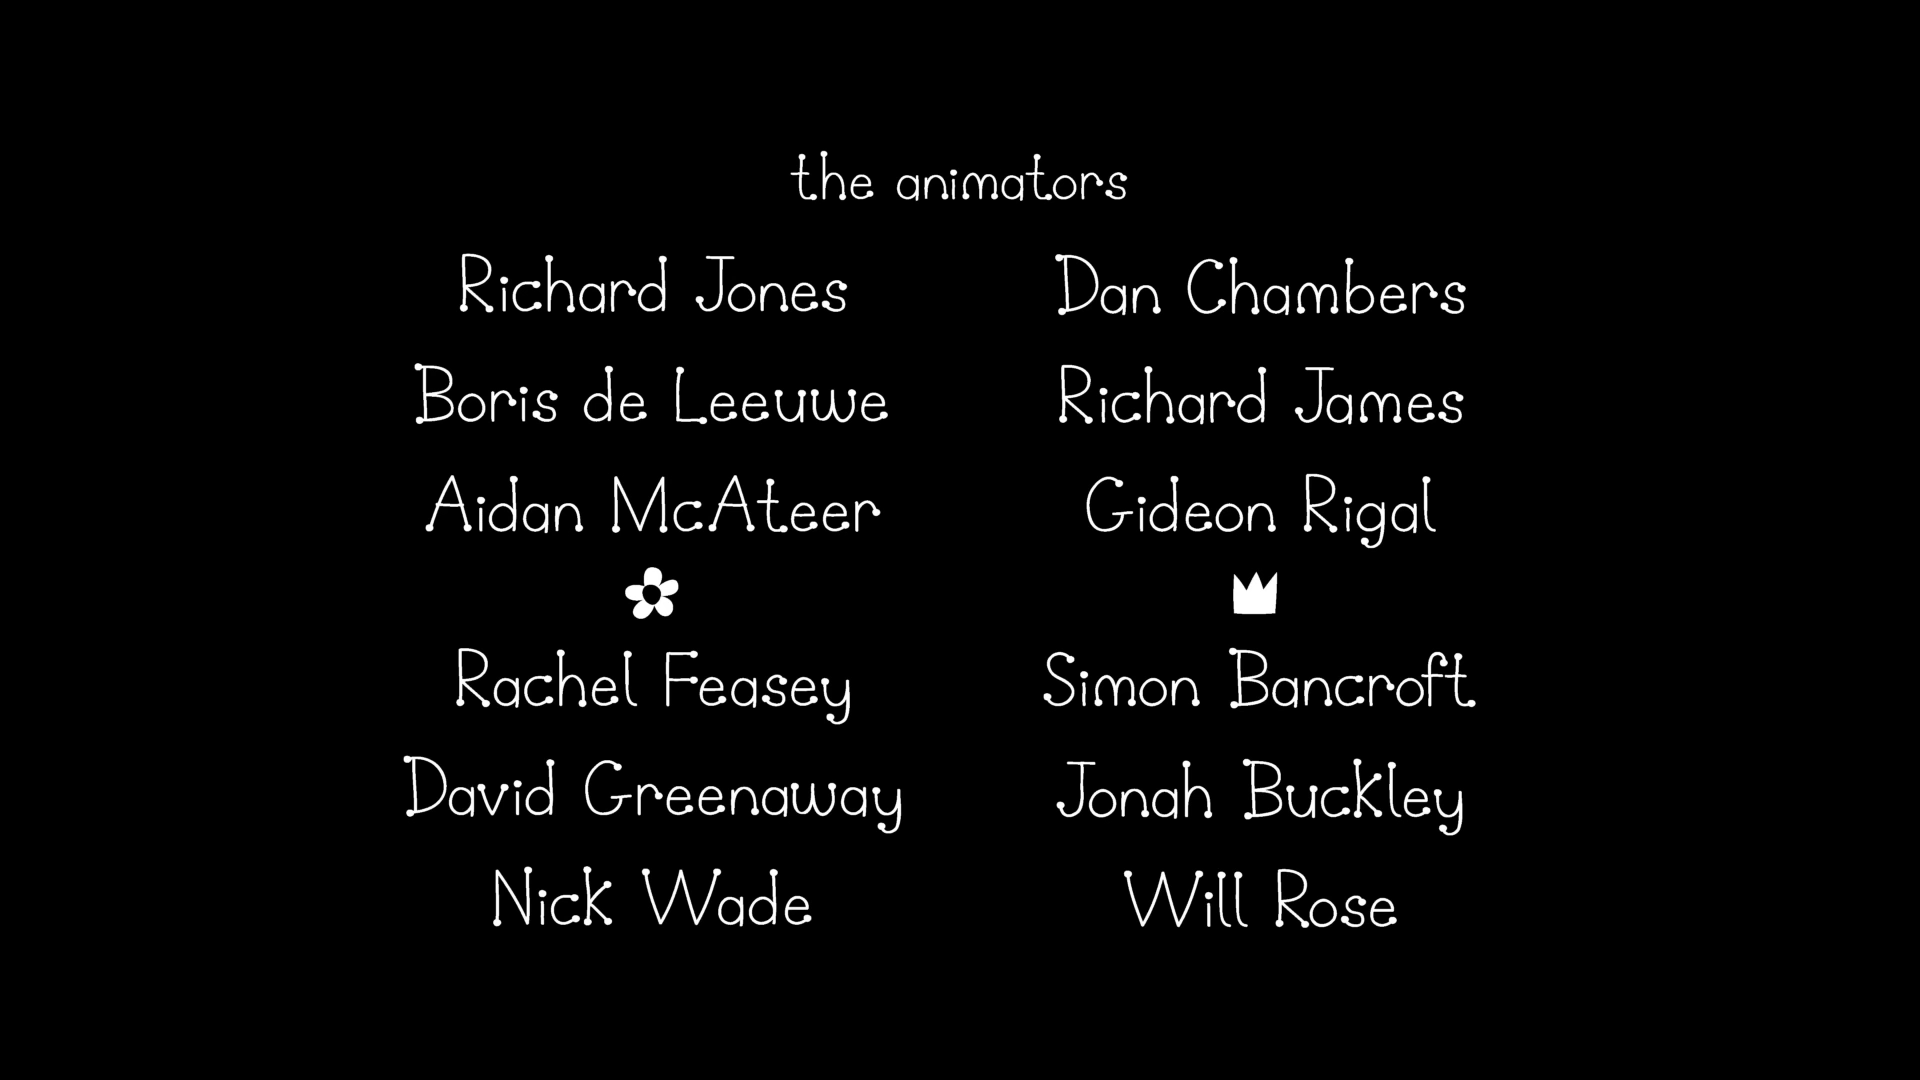 the animators
Richard Jones
Dan Chambers
Boris de Leeuwe
Richard James
Aidan McAteer
Gideon Rigal
Rachel Feasey
Simon Bancroft
David Greenaway
Jonah Buckley
Nick Wade
Will Rose